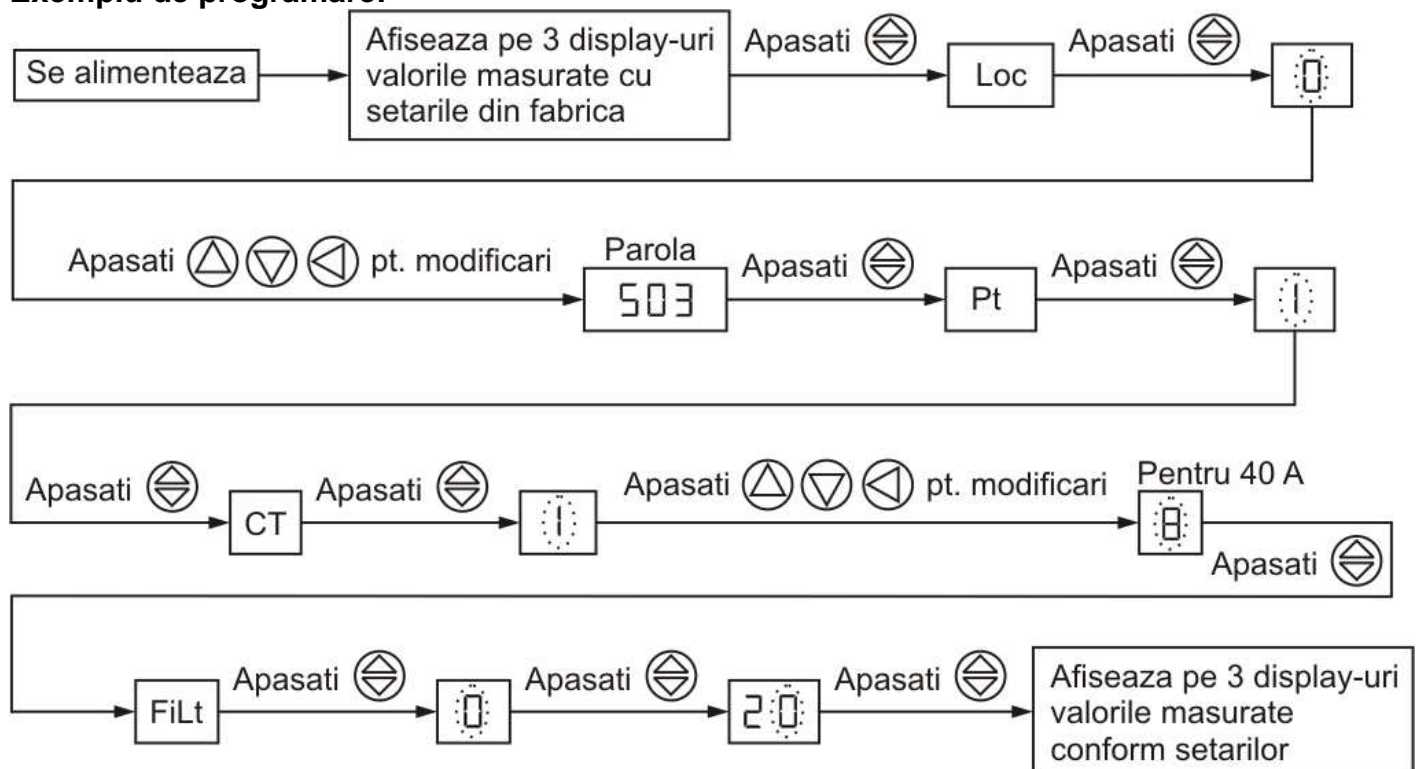 Exemplu de programare:
Se alimenteaza
Afiseaza pe 3 display-uri
valorile masurate cu
setarile din fabrica
Apasati
Loc
Apasati
0
Apasati
pt. modificari
Parola
503
Apasati
Pt
Apasati
1
Apasati
CT
Apasati
1
Apasati
pt. modificari
Pentru 40 A
8
Apasati
FiLt
Apasati
0
Apasati
20
Apasati
Afiseaza pe 3 display-uri
valorile masurate
conform setarilor